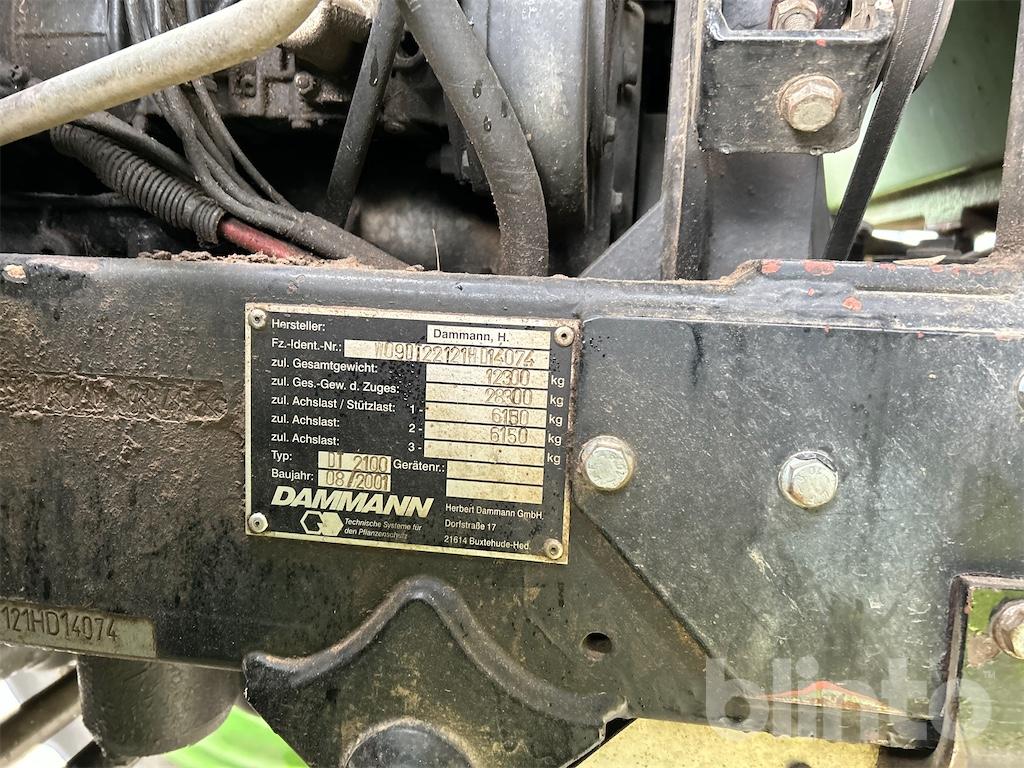 Hersteller: Dammann, H.
Fz.-Ident.-Nr.: W09D122121HD14074
zul. Gesamtgewicht: 12300 kg
zul. Ges.-Gew. d. Zuges: 28300 kg
zul. Achslast / Stützlast: 1 - 6150 kg
zul. Achslast: 2 - 6150 kg
zul. Achslast: 3 - kg
Typ: DT 2100 Gerätenr.:
Baujahr: 08/2001
DAMMANN
Technische Systeme für
den Pflanzenschutz
Herbert Dammann GmbH.
Dorfstraße 17
21614 Buxtehude-Hed.
121HD14074
blinto